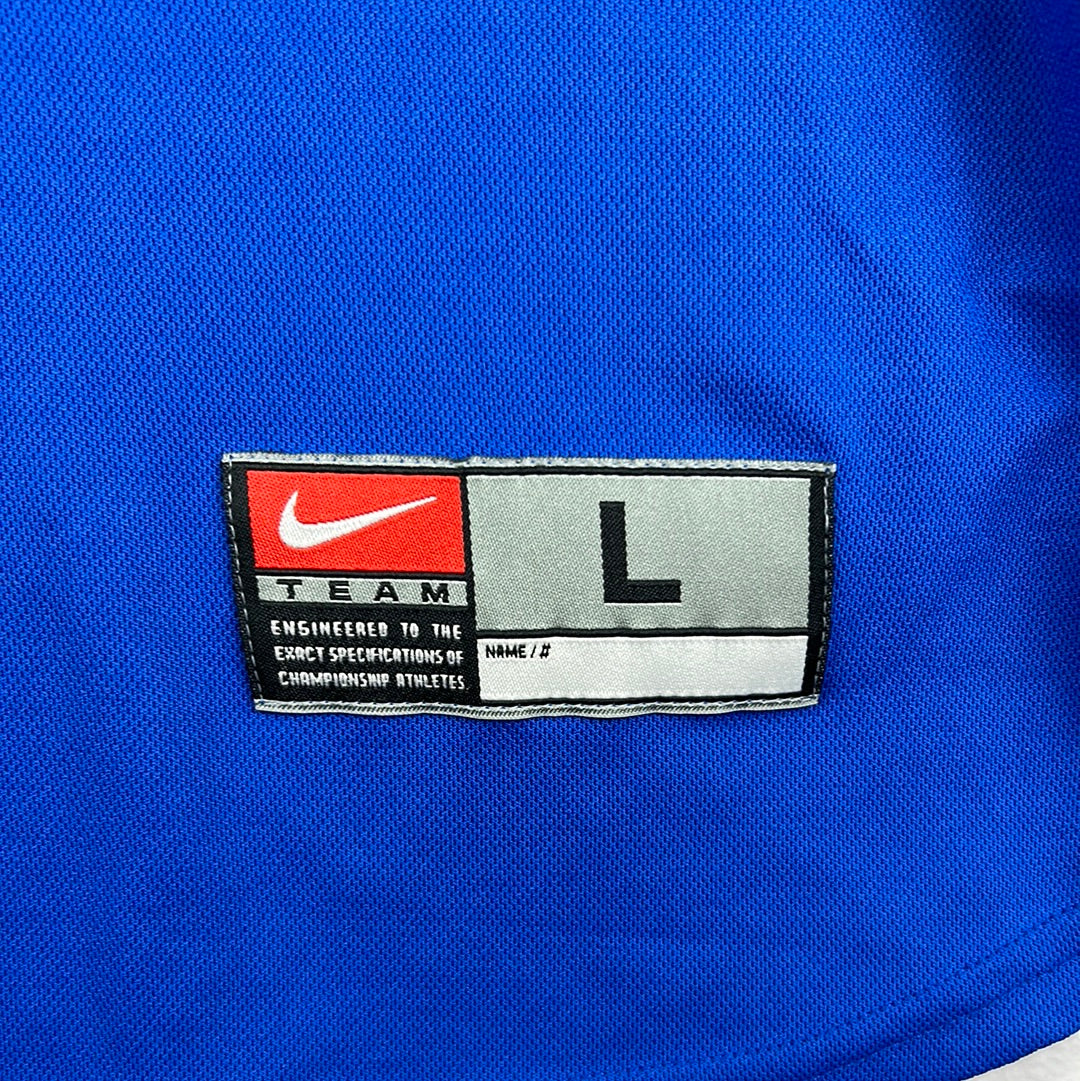 TEAM
ENGINEERED TO THE
EXACT SPECIFICATIONS OF
CHAMPIONSHIP ATHLETES
L
NAME / #